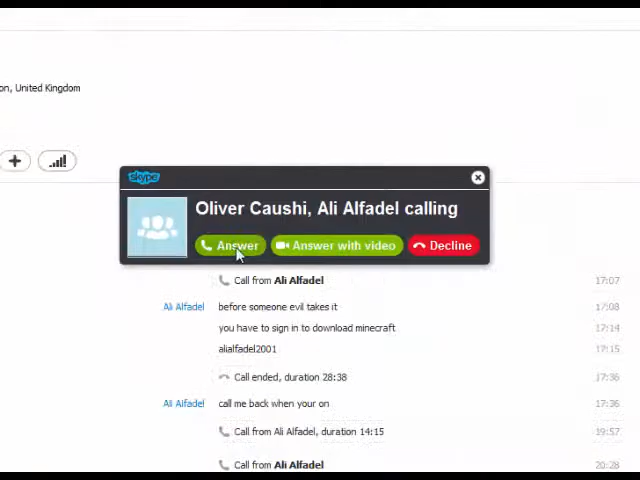 on, United Kingdom
skype
Oliver Caushi, Ali Alfadel calling
Answer Answer with video Decline
Call from Ali Alfadel 17:07
Ali Alfadel before someone evil takes it 17:08
you have to sign in to download minecraft 17:14
alialfadel2001 17:15
Call ended, duration 28:38 17:36
Ali Alfadel call me back when your on 17:36
Call from Ali Alfadel, duration 14:15 19:57
Call from Ali Alfadel 20:28